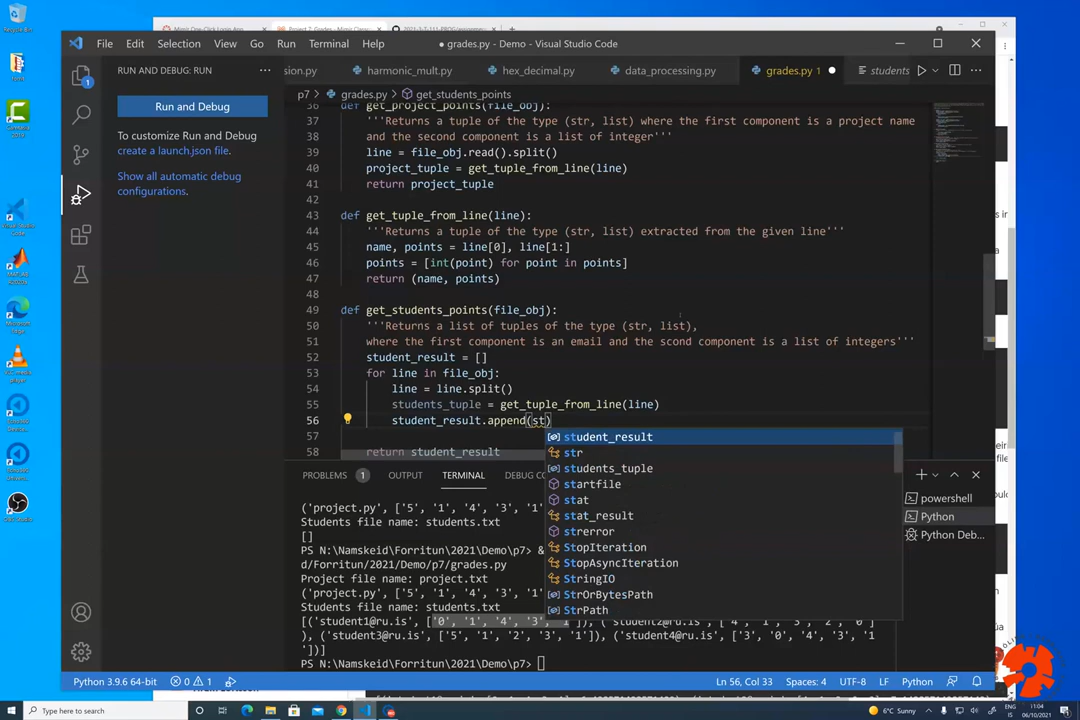 Recycle Bin
File Edit Selection View Go Run Terminal Help
● grades.py - Demo - Visual Studio Code
RUN AND DEBUG: RUN
Run and Debug
To customize Run and Debug
create a launch.json file.
Show all automatic debug
configurations.
sion.py harmonic_mult.py hex_decimal.py data_processing.py grades.py 1 ● students
p7 > grades.py > get_students_points
36 def get_project_points(file_obj):
37 '''Returns a tuple of the type (str, list) where the first component is a project name
38 and the second component is a list of integer'''
39 line = file_obj.read().split()
40 project_tuple = get_tuple_from_line(line)
41 return project_tuple
42
43 def get_tuple_from_line(line):
44 '''Returns a tuple of the type (str, list) extracted from the given line'''
45 name, points = line[0], line[1:]
46 points = [int(point) for point in points]
47 return (name, points)
48
49 def get_students_points(file_obj):
50 '''Returns a list of tuples of the type (str, list),
51 where the first component is an email and the scond component is a list of integers'''
52 student_result = []
53 for line in file_obj:
54 line = line.split()
55 students_tuple = get_tuple_from_line(line)
56 student_result.append(st)
57
58 return student_result
student_result
str
students_tuple
startfile
stat
stat_result
strerror
StopIteration
StopAsyncIteration
StringIO
StrOrBytesPath
StrPath
PROBLEMS 1 OUTPUT TERMINAL DEBUG CO
powershell
Python
Python Deb...
('project.py', ['5', '1', '4', '3', '1'
Students file name: students.txt
[]
PS N:\Namskeid\Forritun\2021\Demo\p7> &
d/Forritun/2021/Demo/p7/grades.py
Project file name: project.txt
('project.py', ['5', '1', '4', '3', '1'
Students file name: students.txt
[('student1@ru.is', ['0', '1', '4', '3', '1']), ('student2@ru.is', ['4', '1', '3', '2', '0']
), ('student3@ru.is', ['5', '1', '2', '3', '1']), ('student4@ru.is', ['3', '0', '4', '3', '1
'])]
PS N:\Namskeid\Forritun\2021\Demo\p7>
Python 3.9.6 64-bit 0 1 Ln 56, Col 33 Spaces: 4 UTF-8 LF Python
Type here to search
6°C Sunny
ENG
IS
11:04
06/10/2021